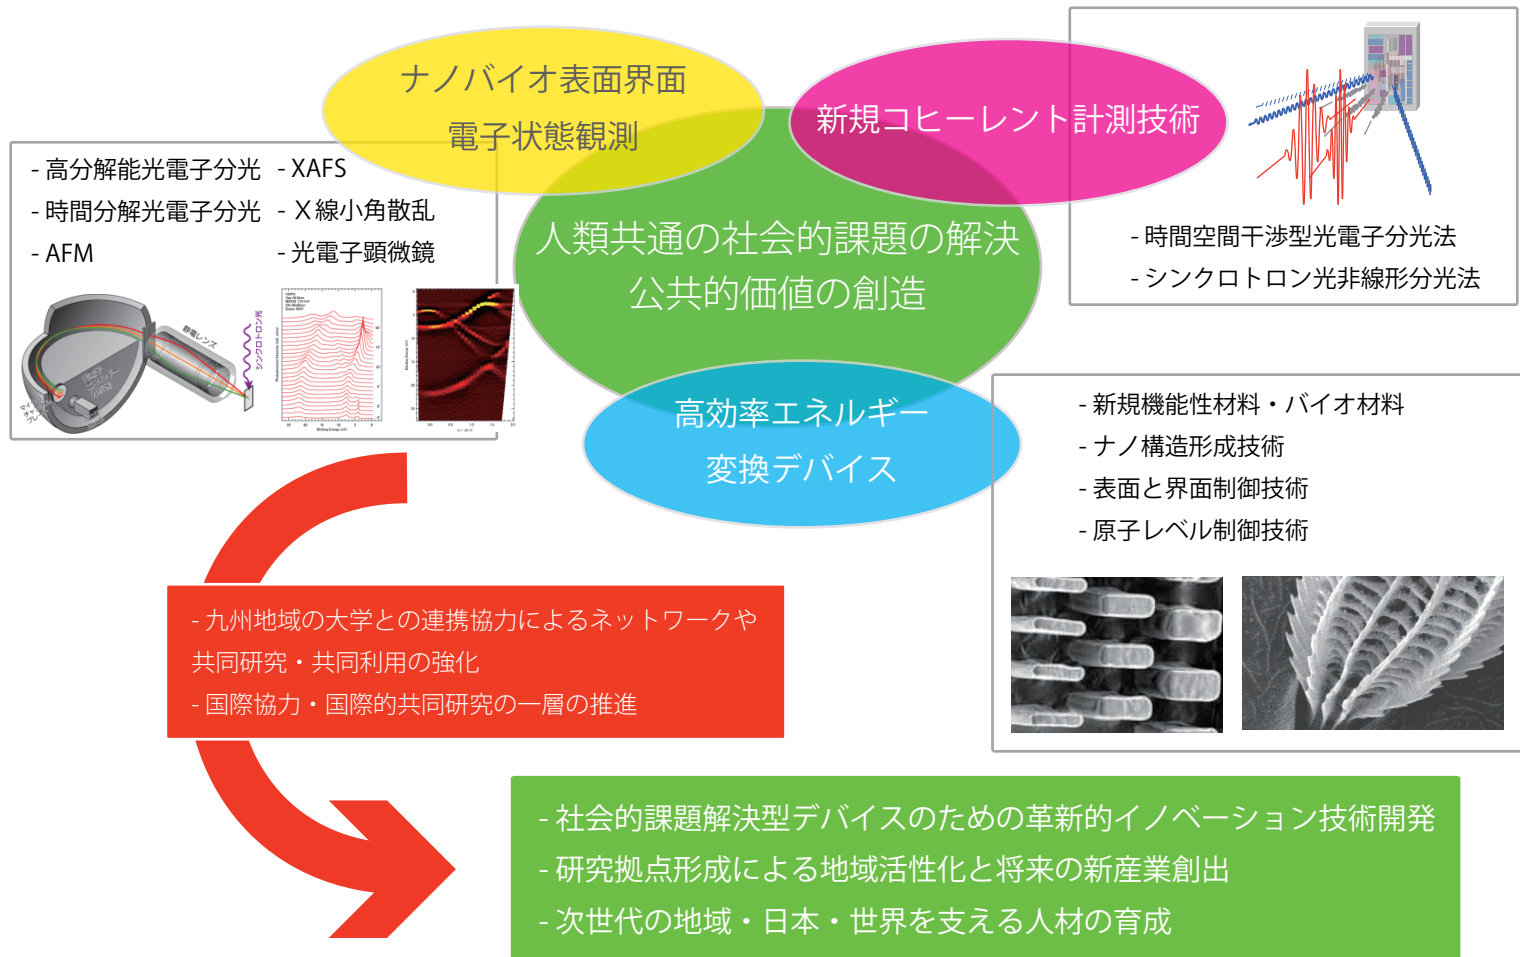 ナノバイオ表面界面
電子状態観測
新規コヒーレント計測技術
- 高分解能光電子分光 - XAFS
- 時間分解光電子分光 - X線小角散乱
- AFM - 光電子顕微鏡
静電レンズ
シンクロトロン光
人類共通の社会的課題の解決
公共的価値の創造
- 時間空間干渉型光電子分光法
- シンクロトロン光非線形分光法
高効率エネルギー
変換デバイス
- 新規機能性材料・バイオ材料
- ナノ構造形成技術
- 表面と界面制御技術
- 原子レベル制御技術
- 九州地域の大学との連携協力によるネットワークや
共同研究・共同利用の強化
- 国際協力・国際的共同研究の一層の推進
- 社会的課題解決型デバイスのための革新的イノベーション技術開発
- 研究拠点形成による地域活性化と将来の新産業創出
- 次世代の地域・日本・世界を支える人材の育成